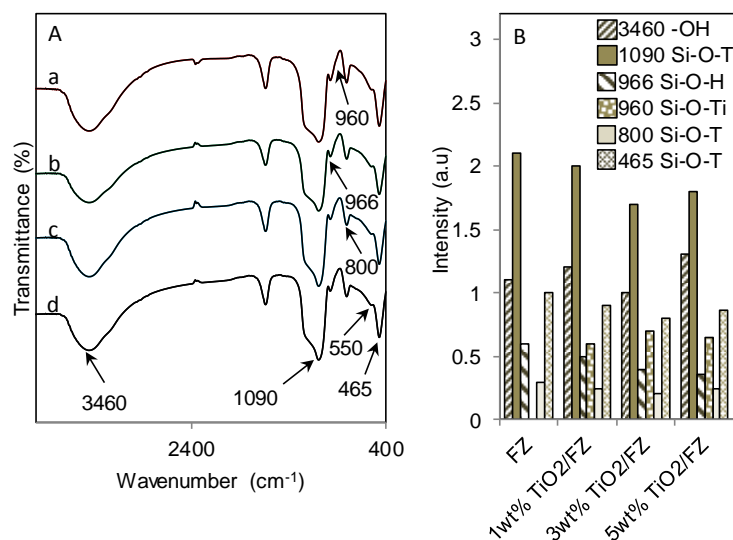 A
a
b
c
d
960
966
800
550
465
1090
3460
2400
400
Transmittance (%)
Wavenumber (cm⁻¹)
B
3460 -OH
1090 Si-O-T
966 Si-O-H
960 Si-O-Ti
800 Si-O-T
465 Si-O-T
3
2.5
2
1.5
1
0.5
0
Intensity (a.u)
FZ
1wt% TiO2/FZ
3wt% TiO2/FZ
5wt% TiO2/FZ